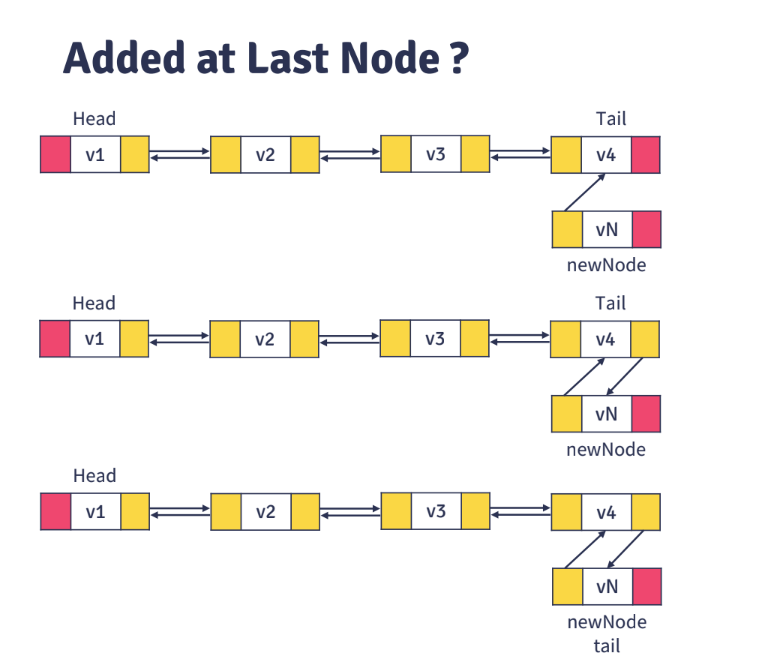 Added at Last Node ?
Head Tail
v1 v2 v3 v4
vN
newNode
Head Tail
v1 v2 v3 v4
vN
newNode
Head
v1 v2 v3 v4
vN
newNode
tail